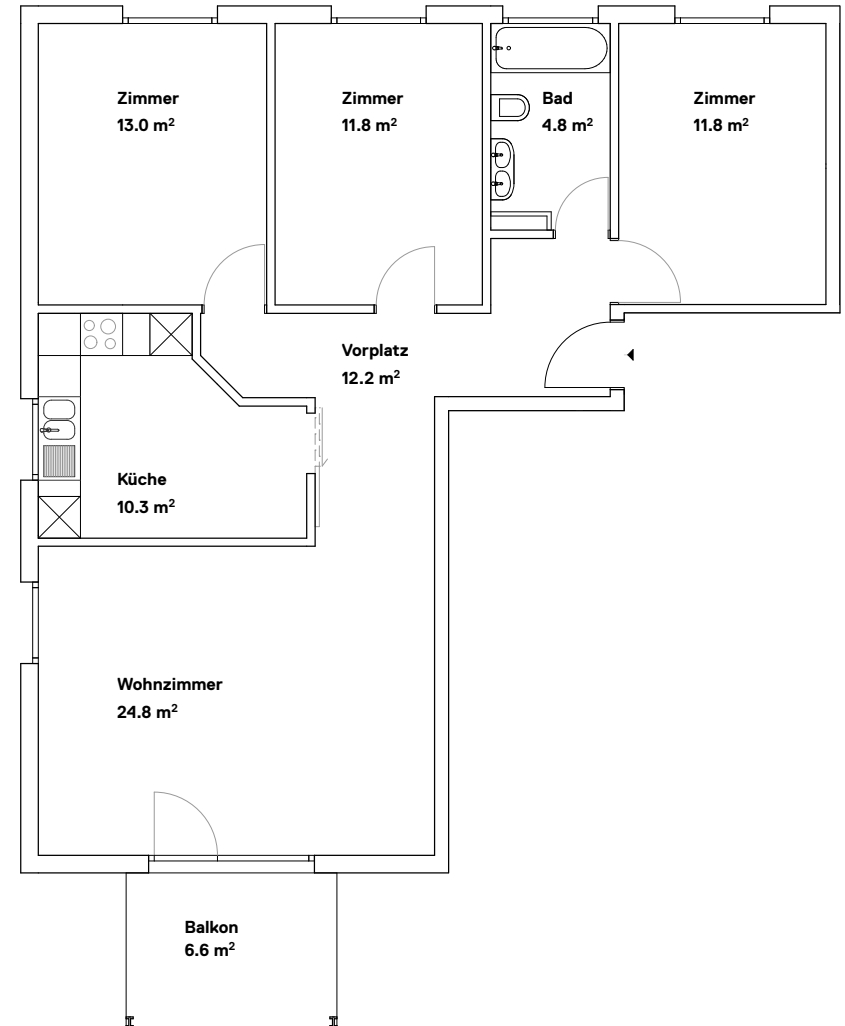 Zimmer
13.0 m²
Zimmer
11.8 m²
Bad
4.8 m²
Zimmer
11.8 m²
Vorplatz
12.2 m²
Küche
10.3 m²
Wohnzimmer
24.8 m²
Balkon
6.6 m²